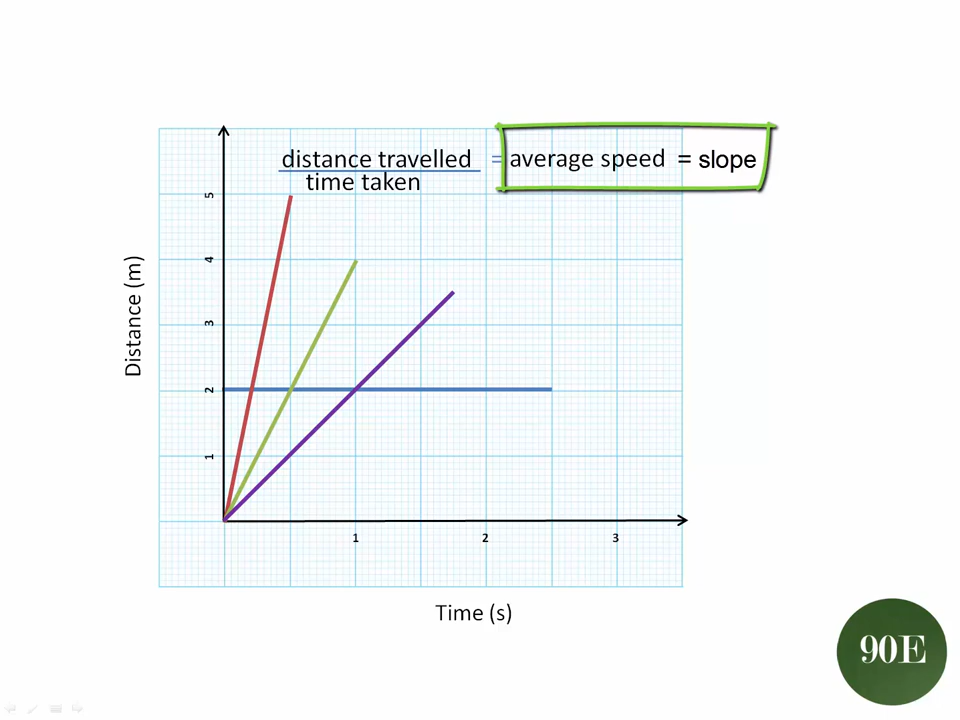 distance travelled = average speed = slope
time taken
5
4
3
2
1
Distance (m)
1 2 3
Time (s)
90E